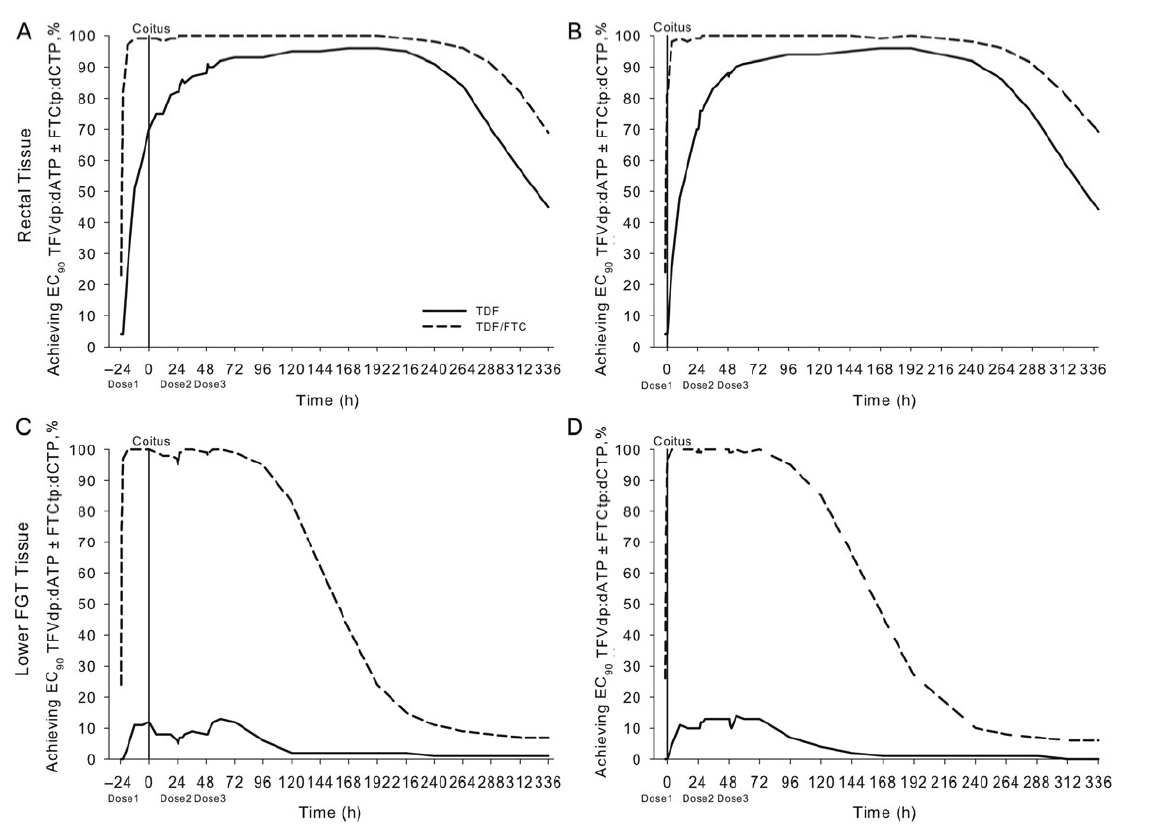 A
Coitus
Achieving EC90 TFVdp:dATP ± FTCtp:dCTP, %
Rectal Tissue
100
90
80
70
60
50
40
30
20
10
0
TDF
TDF/FTC
−24 0 24 48 72 96 120 144 168 192 216 240 264 288 312 336
Dose1 Dose2 Dose3
Time (h)
B
Coitus
Achieving EC90 TFVdp:dATP ± FTCtp:dCTP, %
100
90
80
70
60
50
40
30
20
10
0
0 24 48 72 96 120 144 168 192 216 240 264 288 312 336
Dose1 Dose2 Dose3
Time (h)
C
Coitus
Achieving EC90 TFVdp:dATP ± FTCtp:dCTP, %
Lower FGT Tissue
100
90
80
70
60
50
40
30
20
10
0
−24 0 24 48 72 96 120 144 168 192 216 240 264 288 312 336
Dose1 Dose2 Dose3
Time (h)
D
Coitus
Achieving EC90 TFVdp:dATP ± FTCtp:dCTP, %
100
90
80
70
60
50
40
30
20
10
0
0 24 48 72 96 120 144 168 192 216 240 264 288 312 336
Dose1 Dose2 Dose3
Time (h)